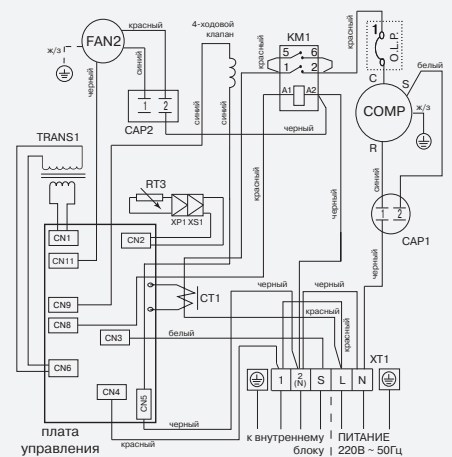 красный
4-ходовой
клапан
FAN2
ж/з
синий
черный
1 2
CAP2
синий
синий
KM1
5 6
1 2
A1 A2
черный
красный
красный
1
O L P
белый
C
S
COMP
ж/з
R
синий
1 2
CAP1
черный
TRANS1
RT3
XP1 XS1
CN1
CN2
CN11
CN9
CN8
CN3
CN6
CN4
CN5
CT1
черный
черный
черный
красный
красный
белый
черный
красный
XT1
1 2 (N) S L N
плата
управления
к внутреннему
блоку
ПИТАНИЕ
220В ~ 50Гц